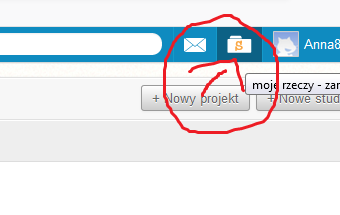 Anna8
moje rzeczy - zar
+ Nowy projekt
+ Nowe stud